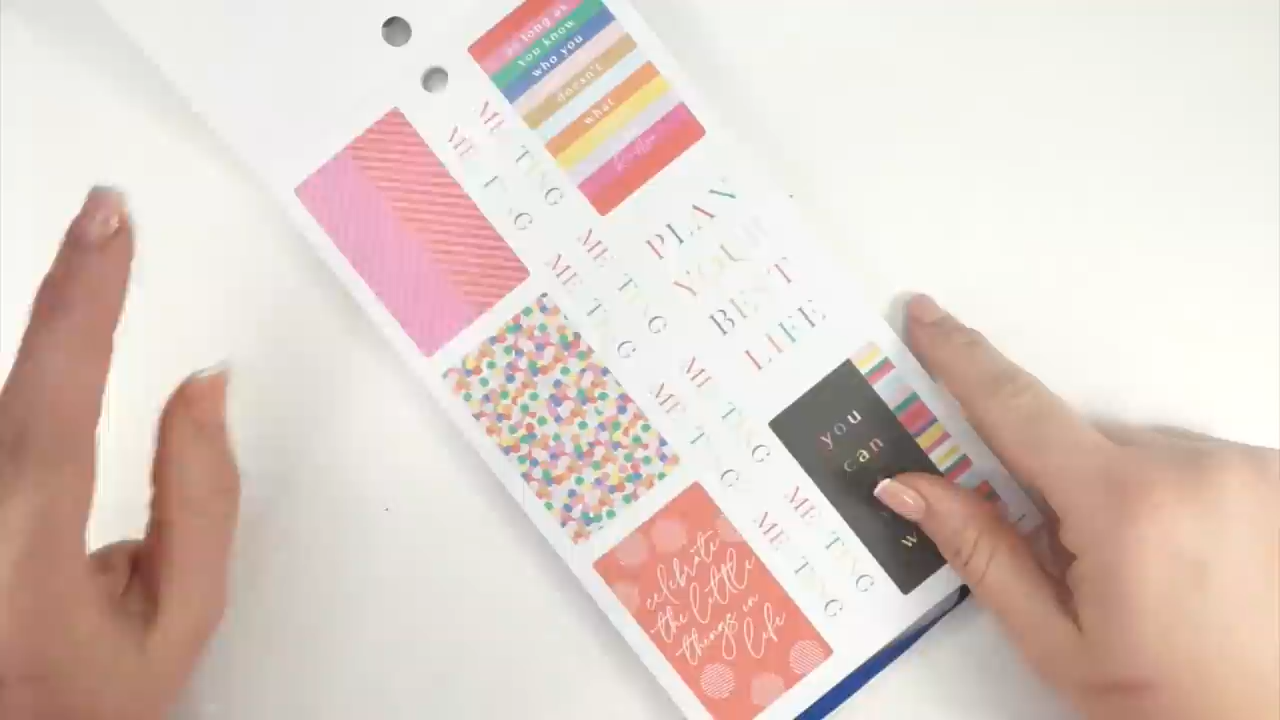 as long as
you know
who you
doesn't
what
MEETING
MEETING
PLAN
YOUR
BEST
LIFE
MEETING
MEETING
MEETING
MEETING
MEETING
MEETING
you
can
celebrate
the little
things in
life